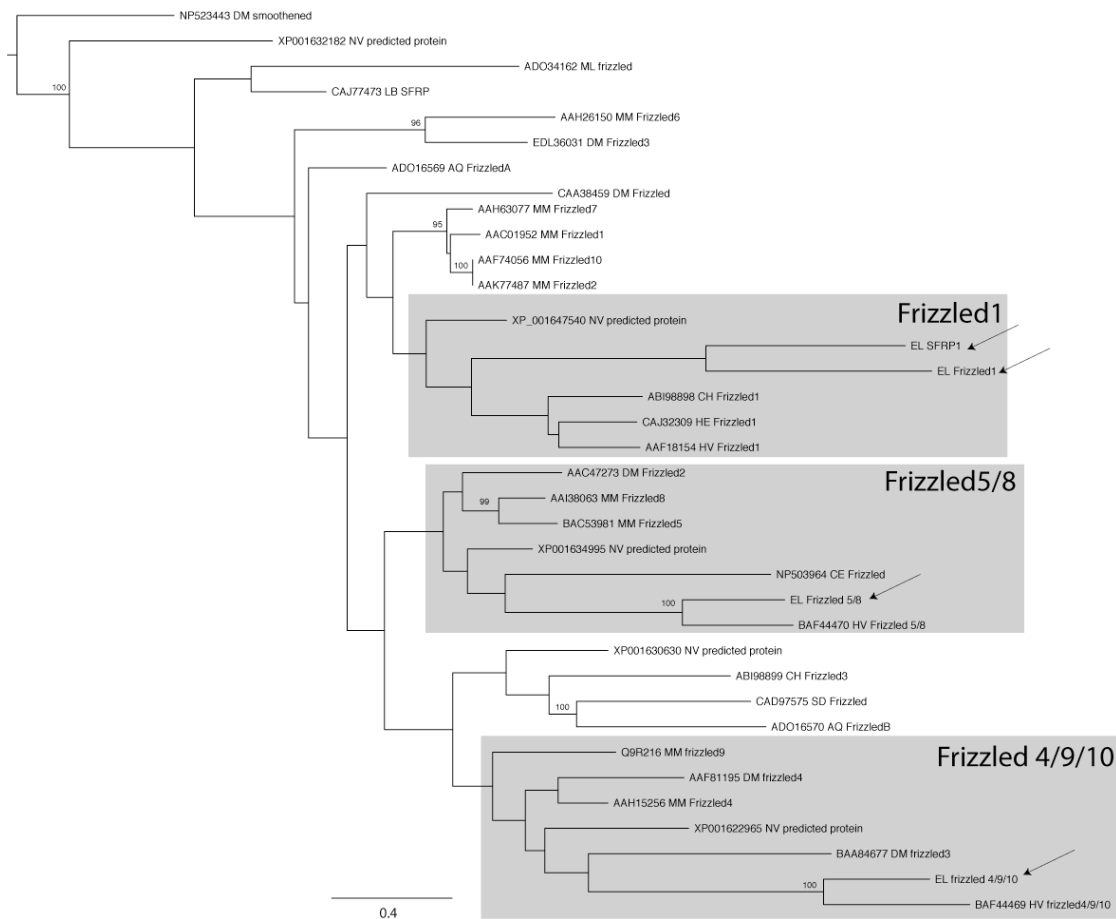 NP523443 DM smoothened
XP001632182 NV predicted protein
ADO34162 ML frizzled
100
CAJ77473 LB SFRP
AAH26150 MM Frizzled6
96
EDL36031 DM Frizzled3
ADO16569 AQ FrizzledA
CAA38459 DM Frizzled
AAH63077 MM Frizzled7
95
AAC01952 MM Frizzled1
AAF74056 MM Frizzled10
100
AAK77487 MM Frizzled2
Frizzled1
XP_001647540 NV predicted protein
EL SFRP1
EL Frizzled1
ABI98898 CH Frizzled1
CAJ32309 HE Frizzled1
AAF18154 HV Frizzled1
Frizzled5/8
AAC47273 DM Frizzled2
AAI38063 MM Frizzled8
99
BAC53981 MM Frizzled5
XP001634995 NV predicted protein
NP503964 CE Frizzled
EL Frizzled 5/8
100
BAF44470 HV Frizzled 5/8
XP001630630 NV predicted protein
ABI98899 CH Frizzled3
CAD97575 SD Frizzled
100
ADO16570 AQ FrizzledB
Frizzled 4/9/10
Q9R216 MM frizzled9
AAF81195 DM frizzled4
AAH15256 MM Frizzled4
XP001622965 NV predicted protein
BAA84677 DM frizzled3
EL frizzled 4/9/10
100
BAF44469 HV frizzled4/9/10
0.4